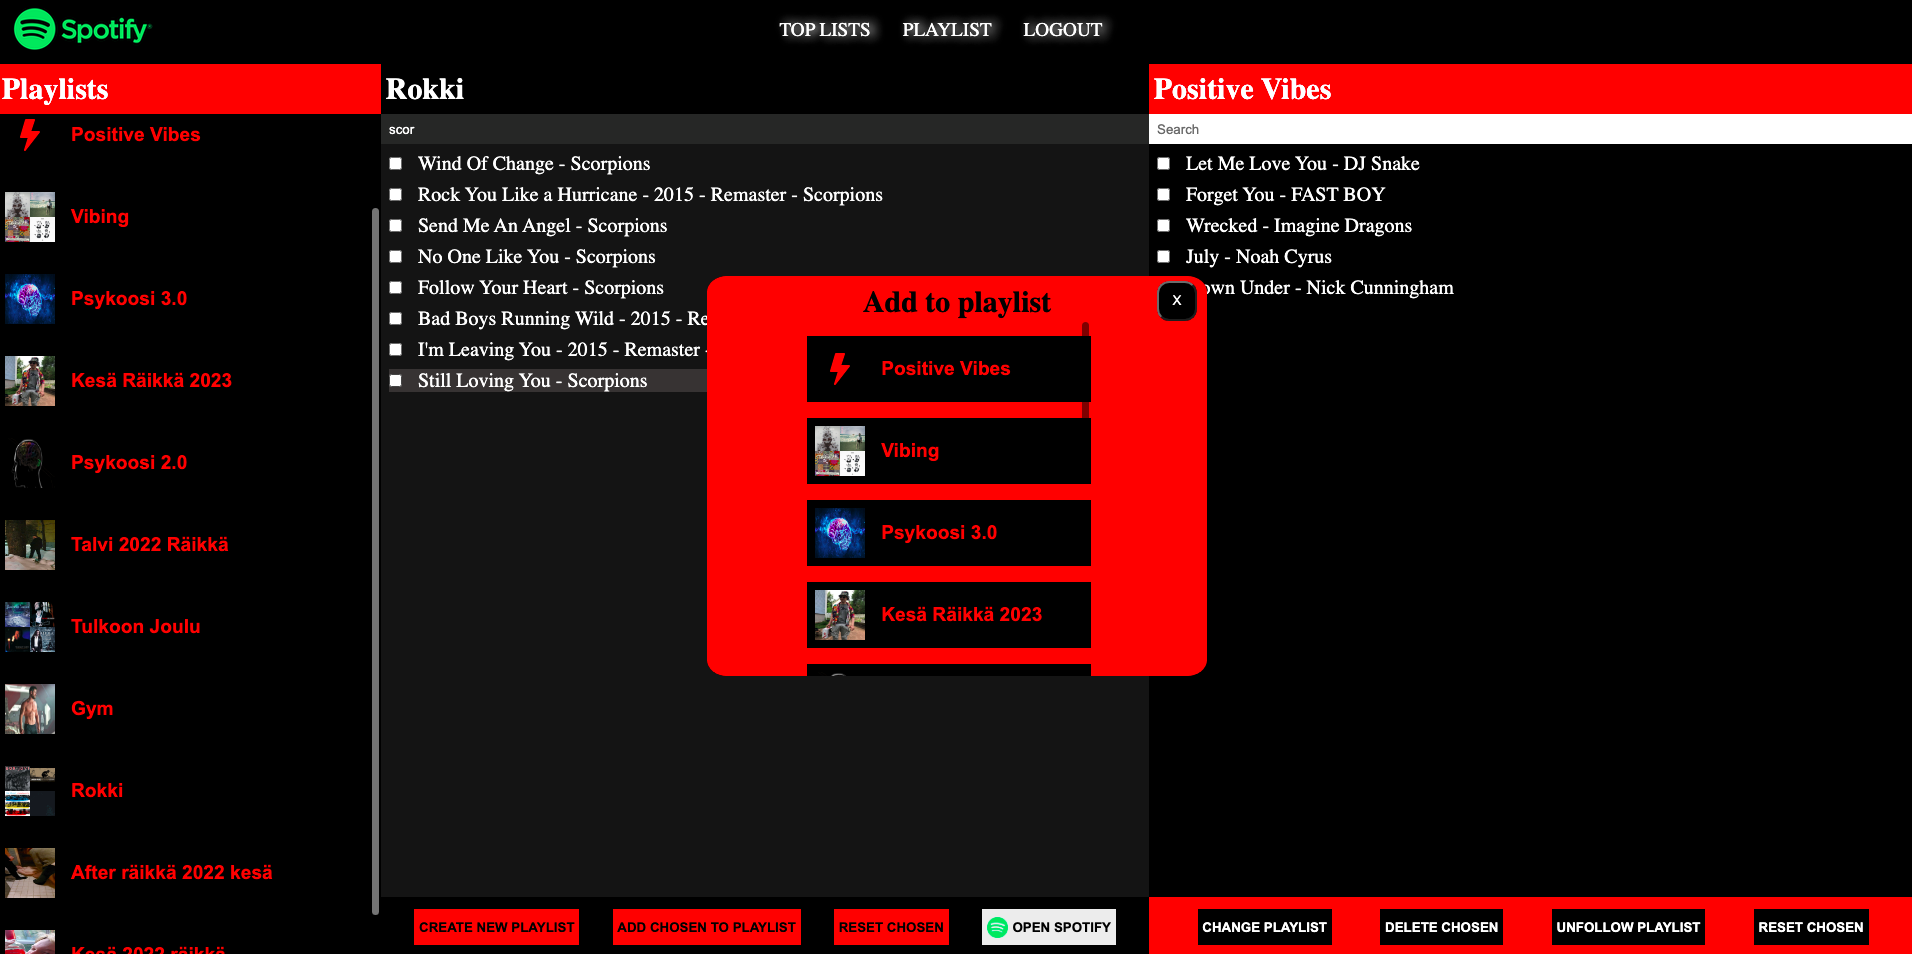 Spotify
TOP LISTS PLAYLIST LOGOUT
Playlists
Positive Vibes
Vibing
Psykoosi 3.0
Kesä Räikkä 2023
Psykoosi 2.0
Talvi 2022 Räikkä
Tulkoon Joulu
Gym
Rokki
After räikkä 2022 kesä
Kesä 2022 räikkä
Rokki
scor
Wind Of Change - Scorpions
Rock You Like a Hurricane - 2015 - Remaster - Scorpions
Send Me An Angel - Scorpions
No One Like You - Scorpions
Follow Your Heart - Scorpions
Bad Boys Running Wild - 2015 - Re
I'm Leaving You - 2015 - Remaster -
Still Loving You - Scorpions
CREATE NEW PLAYLIST ADD CHOSEN TO PLAYLIST RESET CHOSEN OPEN SPOTIFY
Add to playlist
X
Positive Vibes
Vibing
Psykoosi 3.0
Kesä Räikkä 2023
Positive Vibes
Search
Let Me Love You - DJ Snake
Forget You - FAST BOY
Wrecked - Imagine Dragons
July - Noah Cyrus
own Under - Nick Cunningham
CHANGE PLAYLIST DELETE CHOSEN UNFOLLOW PLAYLIST RESET CHOSEN